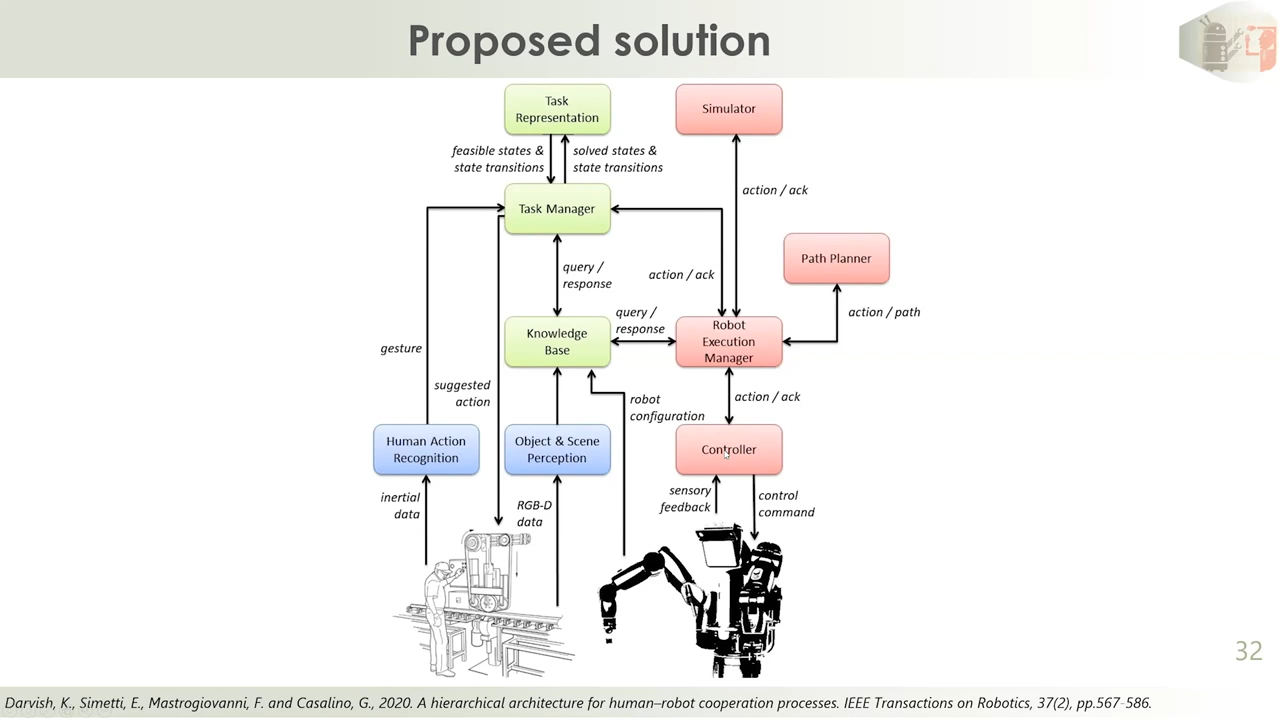 Proposed solution
Task
Representation
Simulator
feasible states &
state transitions
solved states &
state transitions
action / ack
Task Manager
Path Planner
query /
response
action / ack
action / path
query /
response
Knowledge
Base
Robot
Execution
Manager
gesture
suggested
action
robot
configuration
action / ack
Human Action
Recognition
Object & Scene
Perception
Controller
inertial
data
RGB-D
data
sensory
feedback
control
command
32
Darvish, K., Simetti, E., Mastrogiovanni, F. and Casalino, G., 2020. A hierarchical architecture for human–robot cooperation processes. IEEE Transactions on Robotics, 37(2), pp.567-586.